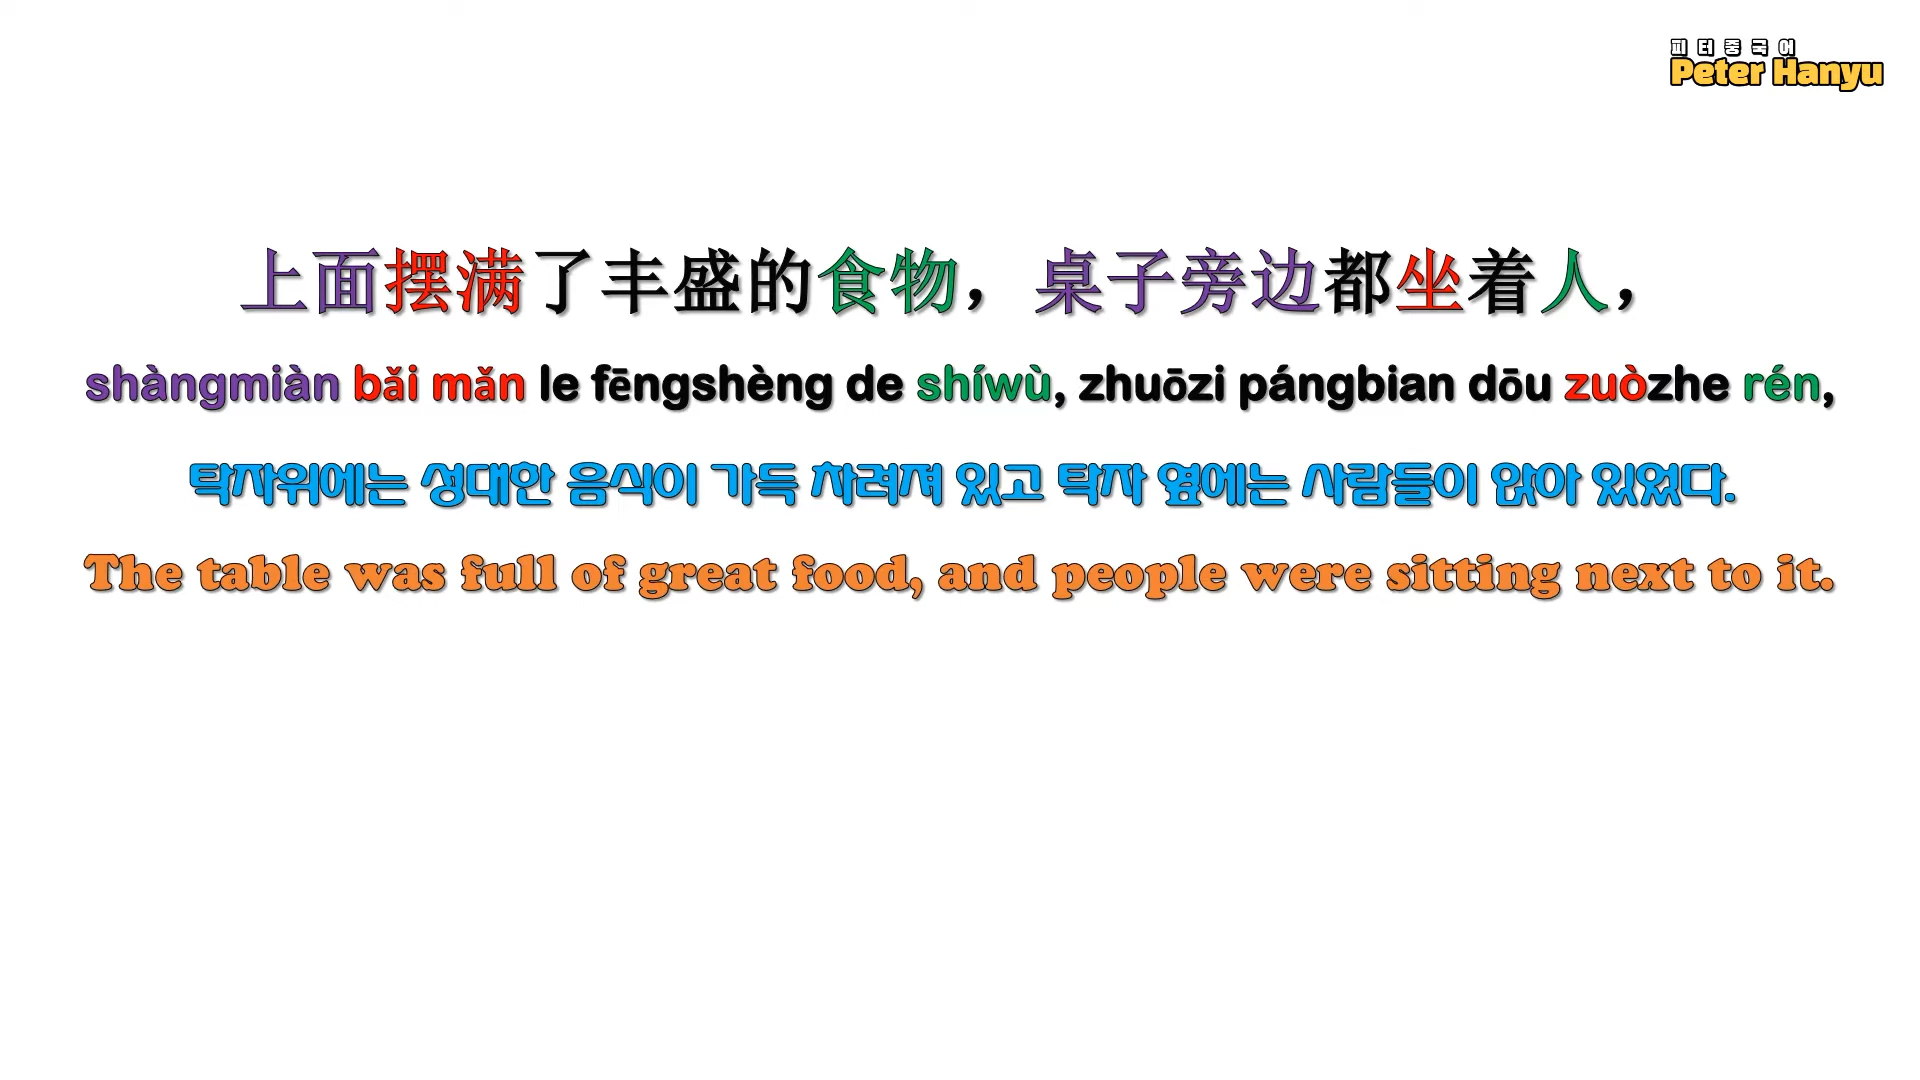 피터중국어
Peter Hanyu
上面摆满了丰盛的食物，桌子旁边都坐着人，
shàngmiàn bǎi mǎn le fēngshèng de shíwù, zhuōzi pángbian dōu zuòzhe rén,
탁자위에는 성대한 음식이 가득 차려져 있고 탁자 옆에는 사람들이 앉아 있었다.
The table was full of great food, and people were sitting next to it.